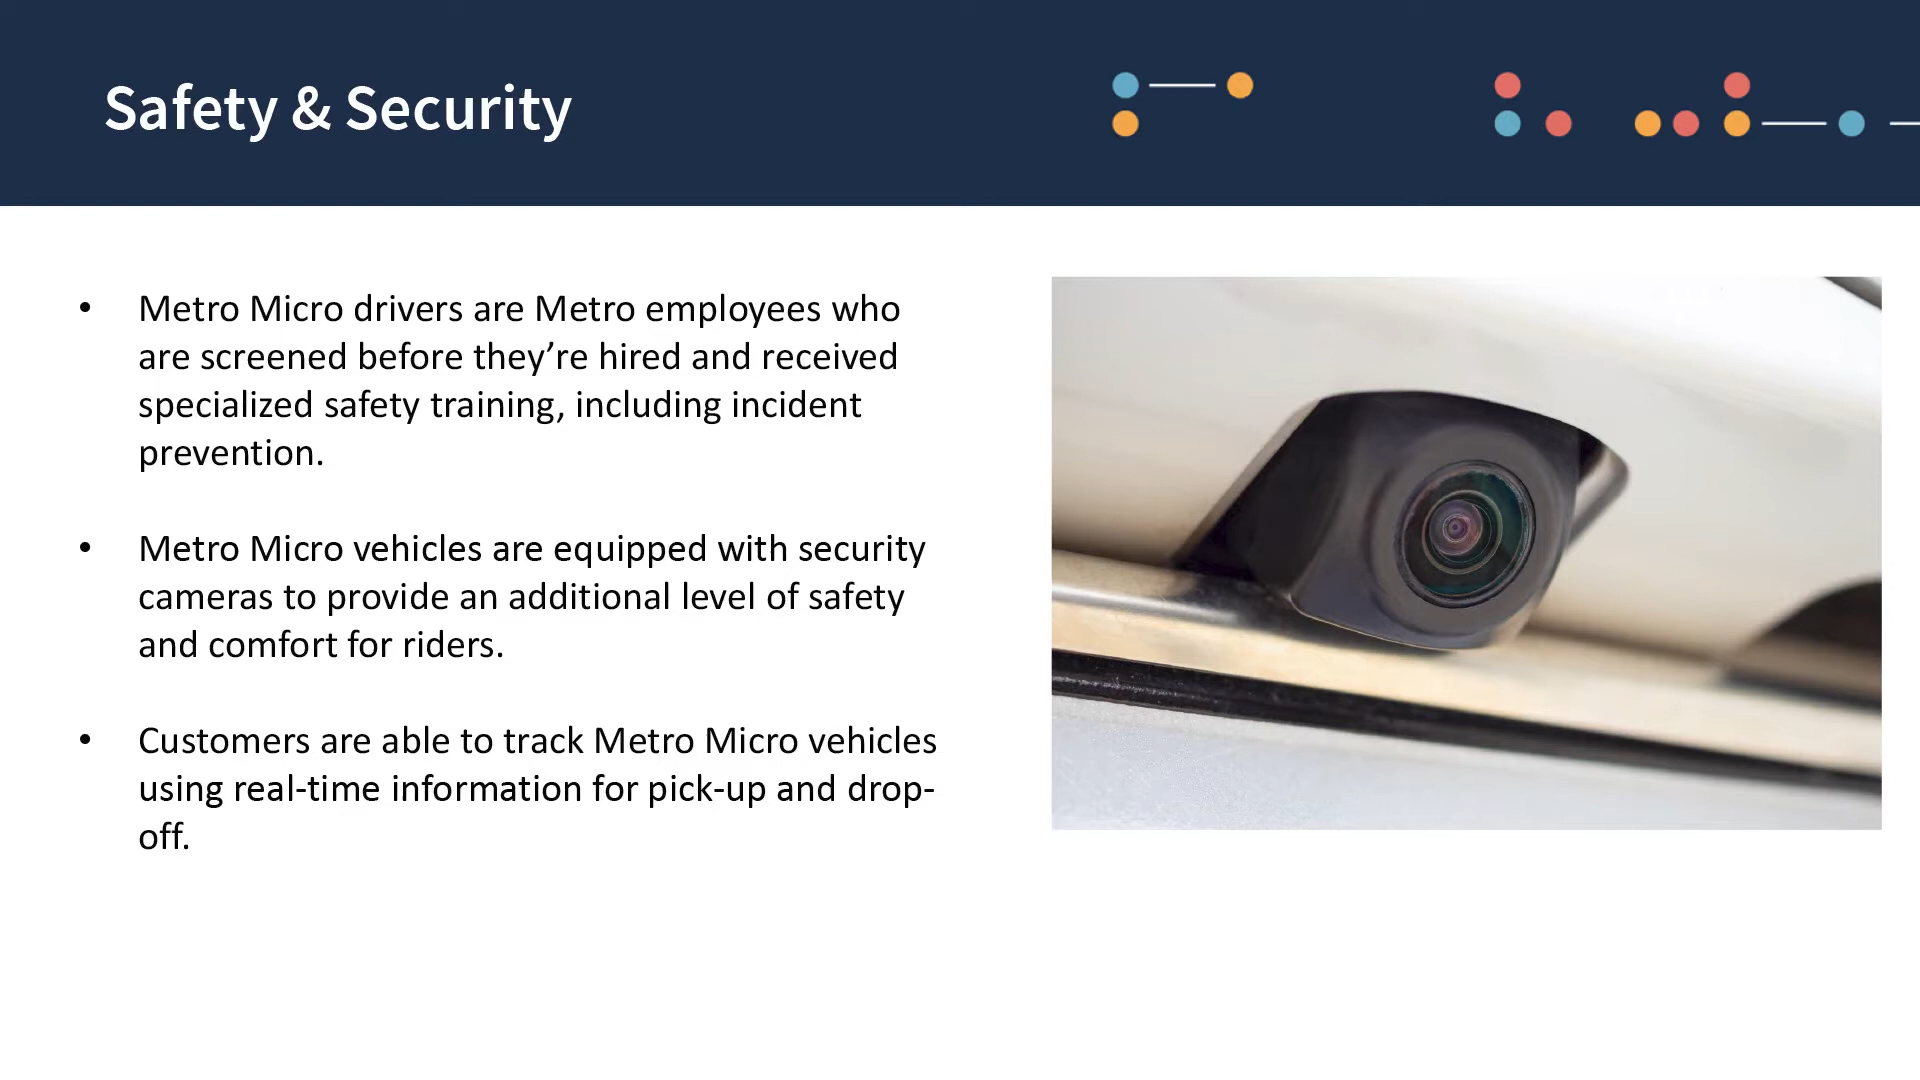 Safety & Security
• Metro Micro drivers are Metro employees who
are screened before they’re hired and received
specialized safety training, including incident
prevention.
• Metro Micro vehicles are equipped with security
cameras to provide an additional level of safety
and comfort for riders.
• Customers are able to track Metro Micro vehicles
using real-time information for pick-up and drop-
off.